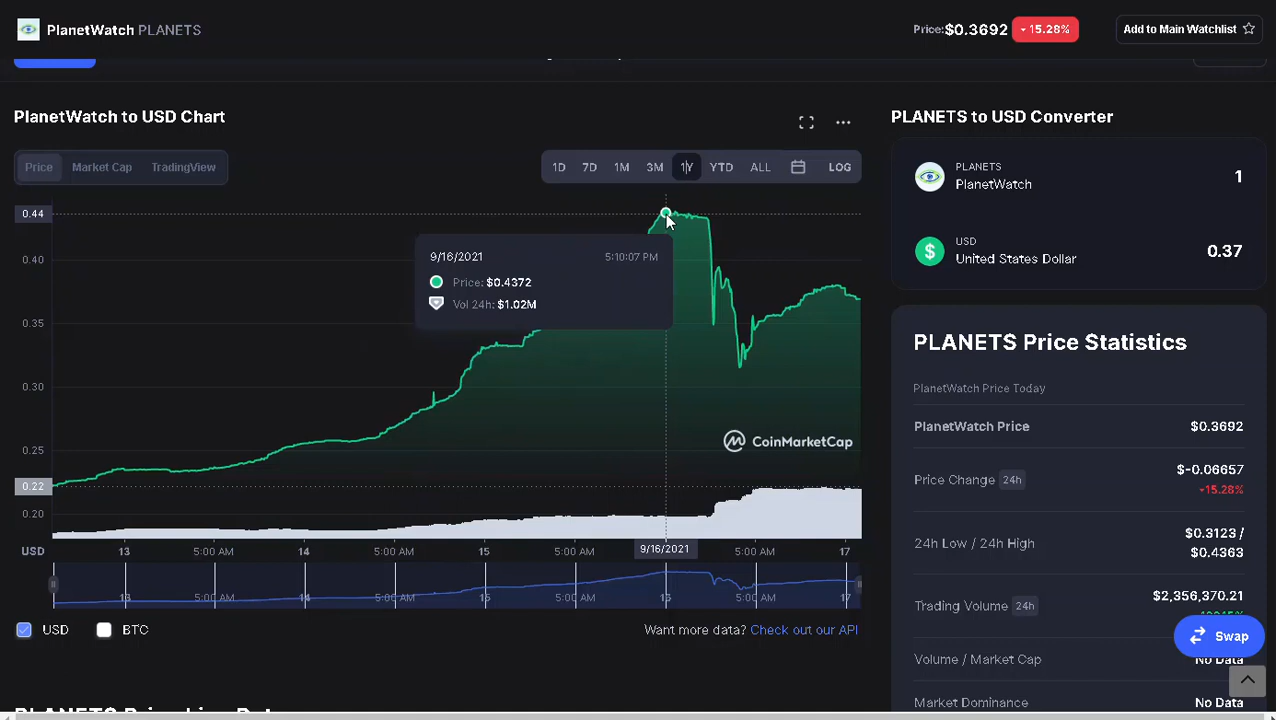 PlanetWatch PLANETS
Price: $0.3692 15.28%
Add to Main Watchlist
PlanetWatch to USD Chart
Price Market Cap TradingView
1D 7D 1M 3M 1Y YTD ALL LOG
0.44
0.40
0.35
0.30
0.25
0.22
0.20
9/16/2021 5:10:07 PM
Price: $0.4372
Vol 24h: $1.02M
CoinMarketCap
USD 13 5:00 AM 14 5:00 AM 15 5:00 AM 9/16/2021 5:00 AM 17
13 5:00 AM 14 5:00 AM 15 5:00 AM 16 5:00 AM 17
USD BTC
Want more data? Check out our API
PLANETS to USD Converter
PLANETS
PlanetWatch 1
USD
United States Dollar 0.37
PLANETS Price Statistics
PlanetWatch Price Today
PlanetWatch Price $0.3692
Price Change 24h $-0.06657
15.28%
24h Low / 24h High $0.3123 /
$0.4363
Trading Volume 24h $2,356,370.21
Swap
Volume / Market Cap No Data
Market Dominance No Data